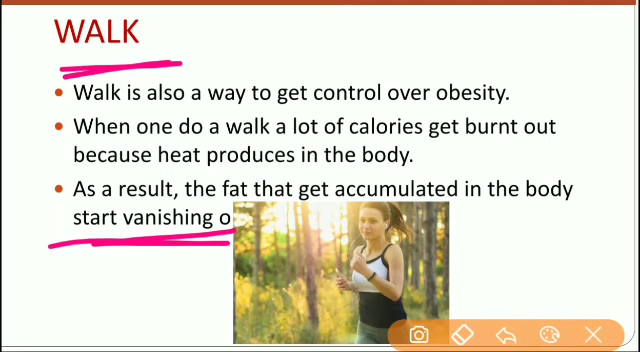 WALK
• Walk is also a way to get control over obesity.
• When one do a walk a lot of calories get burnt out
because heat produces in the body.
• As a result, the fat that get accumulated in the body
start vanishing